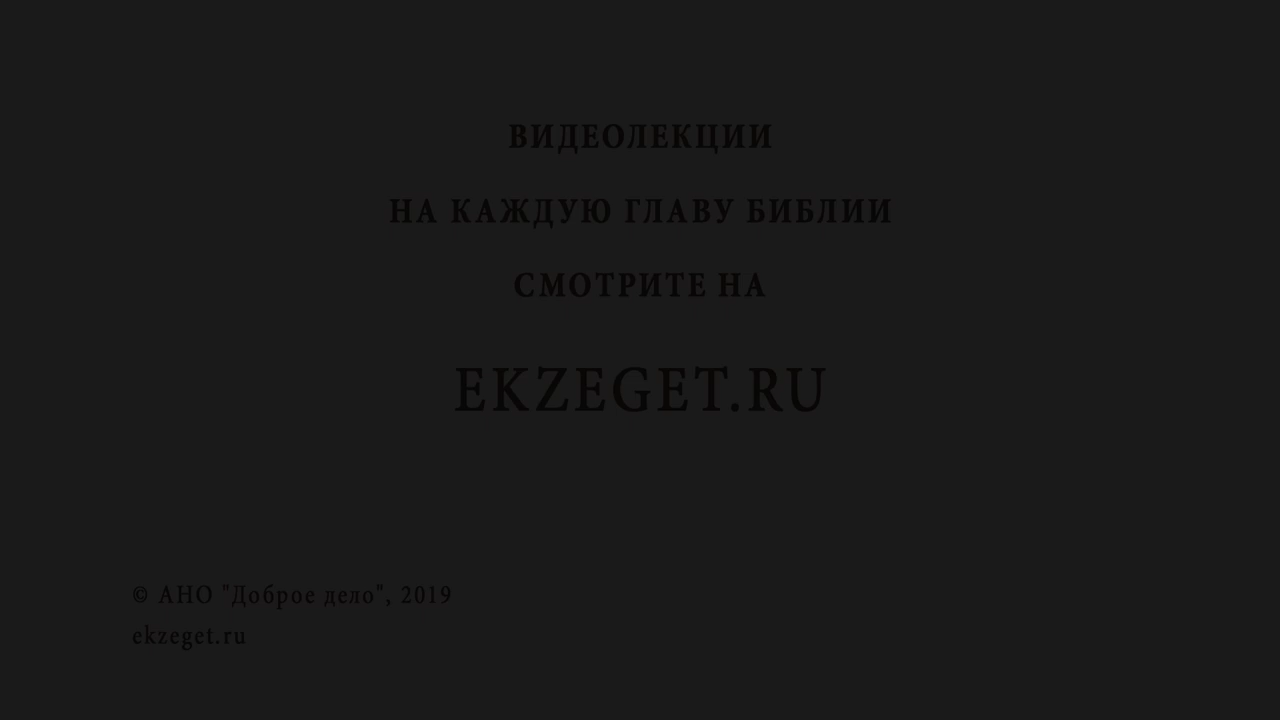 ВИДЕОЛЕКЦИИ
НА КАЖДУЮ ГЛАВУ БИБЛИИ
СМОТРИТЕ НА
EKZEGET.RU
© АНО "Доброе дело", 2019
ekzeget.ru